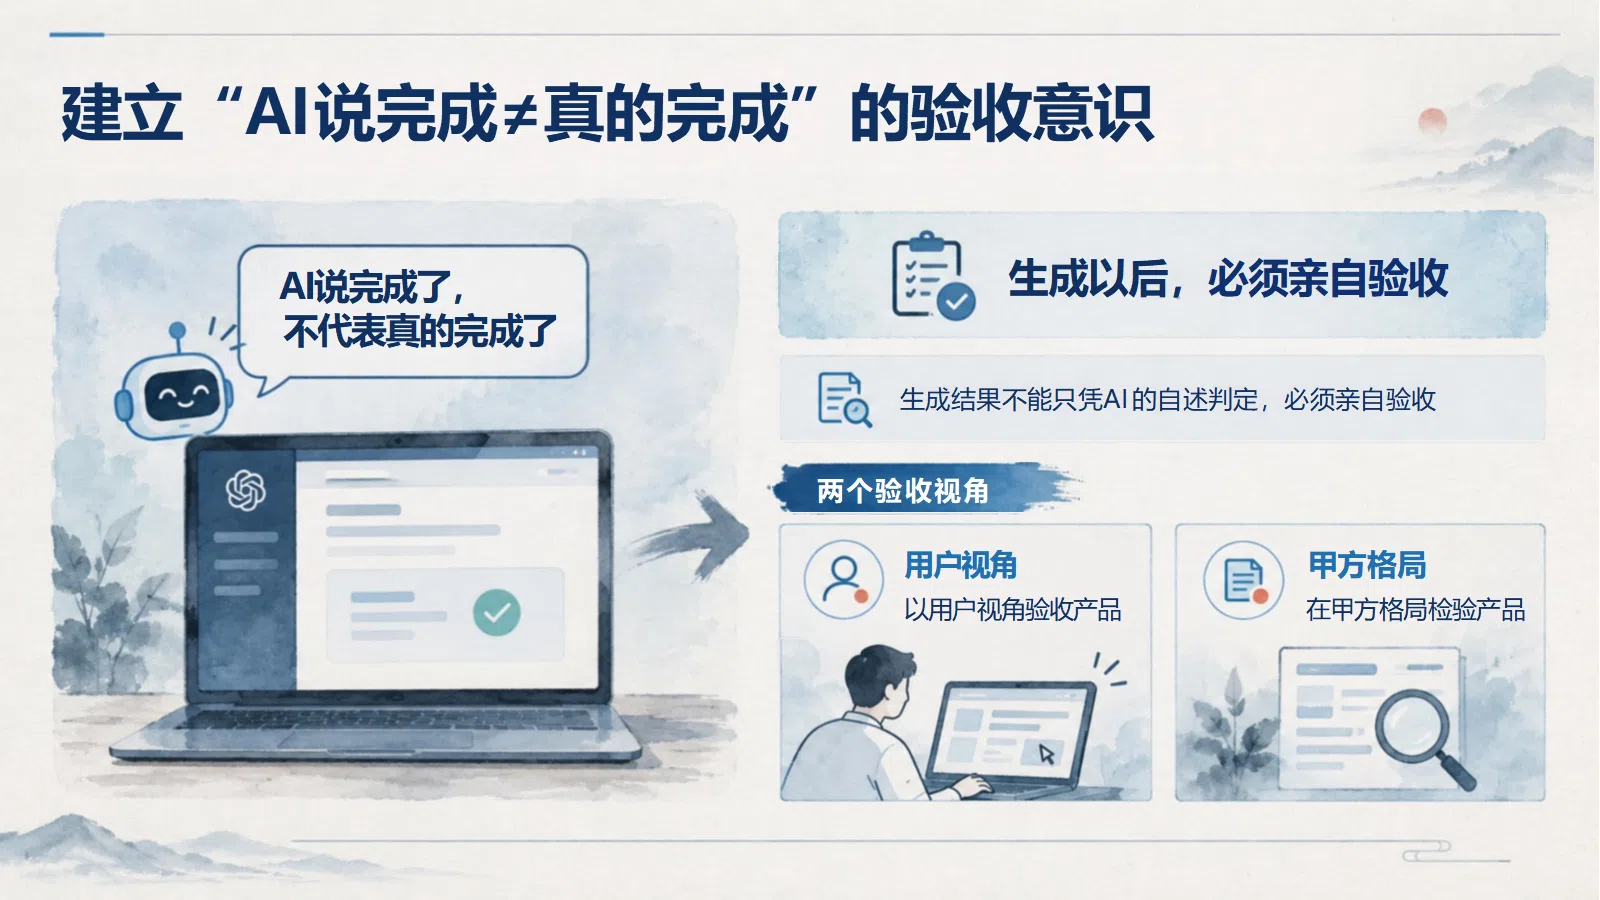 建立“AI说完成≠真的完成”的验收意识
AI说完成了，
不代表真的完成了
生成以后，必须亲自验收
生成结果不能只凭AI的自述判定，必须亲自验收
两个验收视角
用户视角
以用户视角验收产品
甲方格局
在甲方格局检验产品